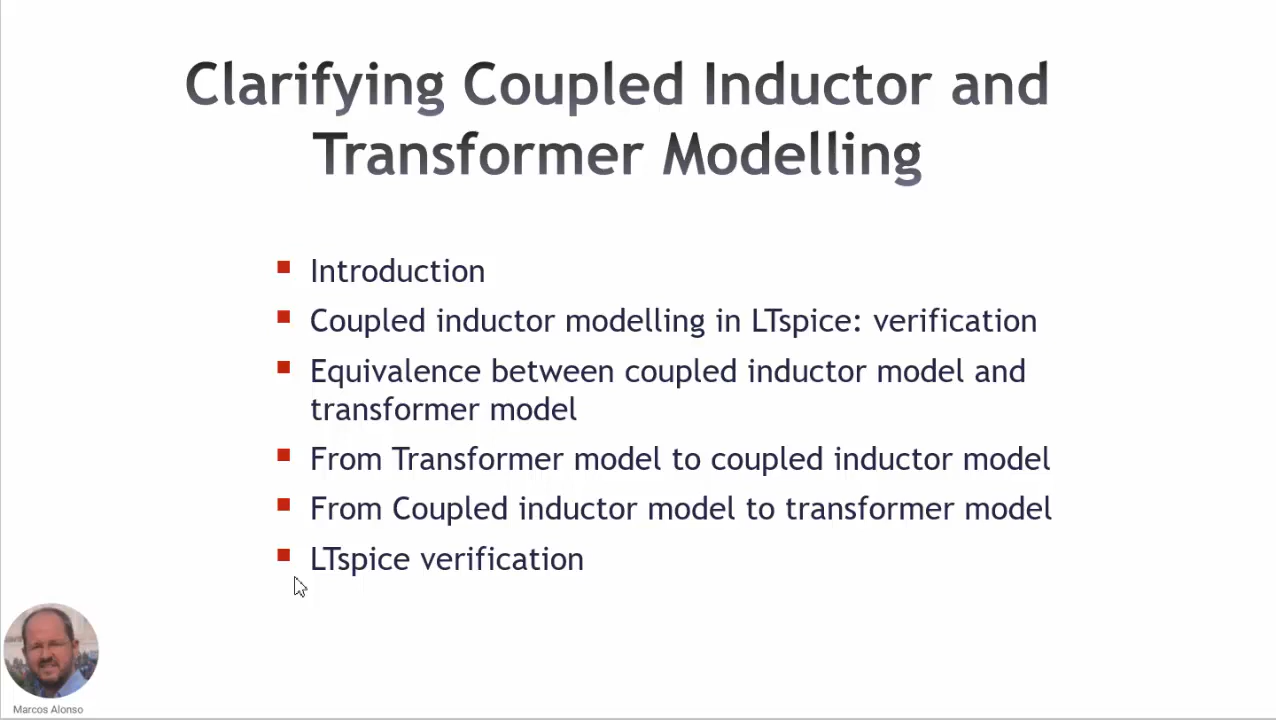 Clarifying Coupled Inductor and
Transformer Modelling
Introduction
Coupled inductor modelling in LTspice: verification
Equivalence between coupled inductor model and
transformer model
From Transformer model to coupled inductor model
From Coupled inductor model to transformer model
LTspice verification
Marcos Alonso